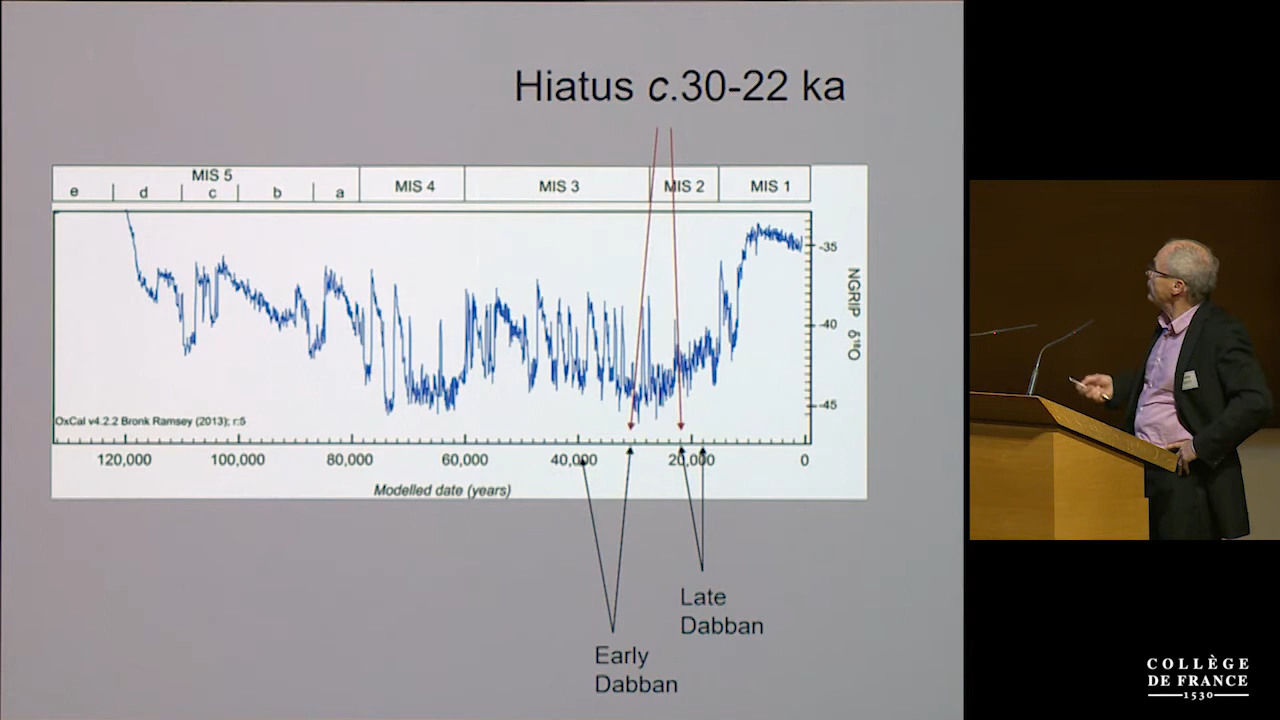 Hiatus c.30-22 ka
MIS 5
MIS 4
MIS 3
MIS 2
MIS 1
e d c b a
-35
-40
-45
NGRIP δ¹⁸O
OxCal v4.2.2 Bronk Ramsey (2013); r:5
120,000 100,000 80,000 60,000 40,000 20,000 0
Modelled date (years)
Late
Dabban
Early
Dabban
COLLÈGE
DE FRANCE
1530